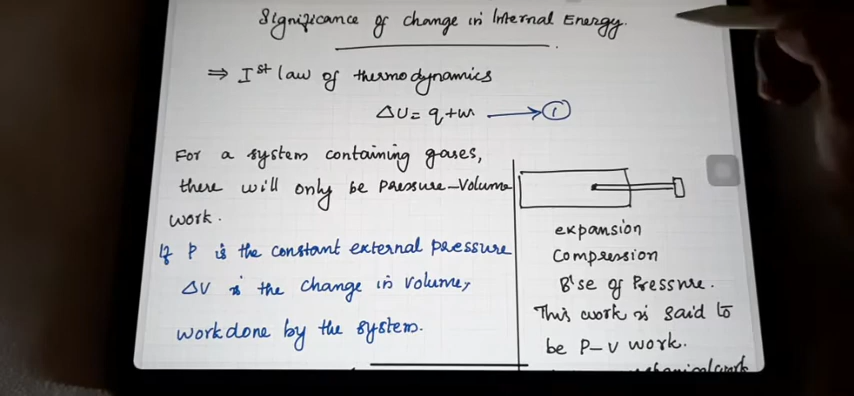 Significance of change in Internal Energy.
⇒ Ist law of thermodynamics
ΔU = q+w → ①
For a system containing gases,
there will only be Pressure-Volume
work.
If P is the constant external pressure
ΔV is the change in volume,
workdone by the system.
expansion
Compression
B'se of Pressure.
This work is said to
be P-V work.